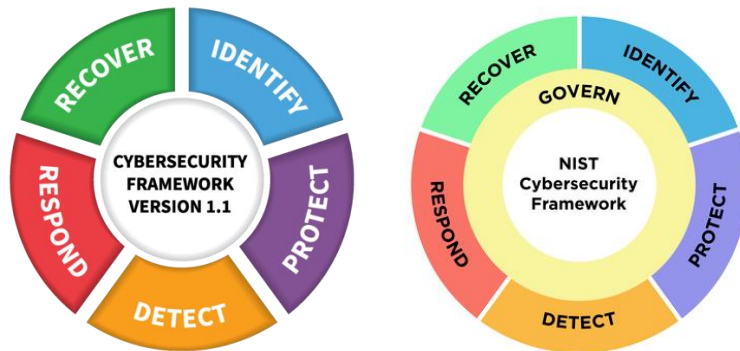 RECOVER
IDENTIFY
PROTECT
DETECT
RESPOND
CYBERSECURITY
FRAMEWORK
VERSION 1.1
RECOVER
IDENTIFY
PROTECT
DETECT
RESPOND
GOVERN
NIST
Cybersecurity
Framework